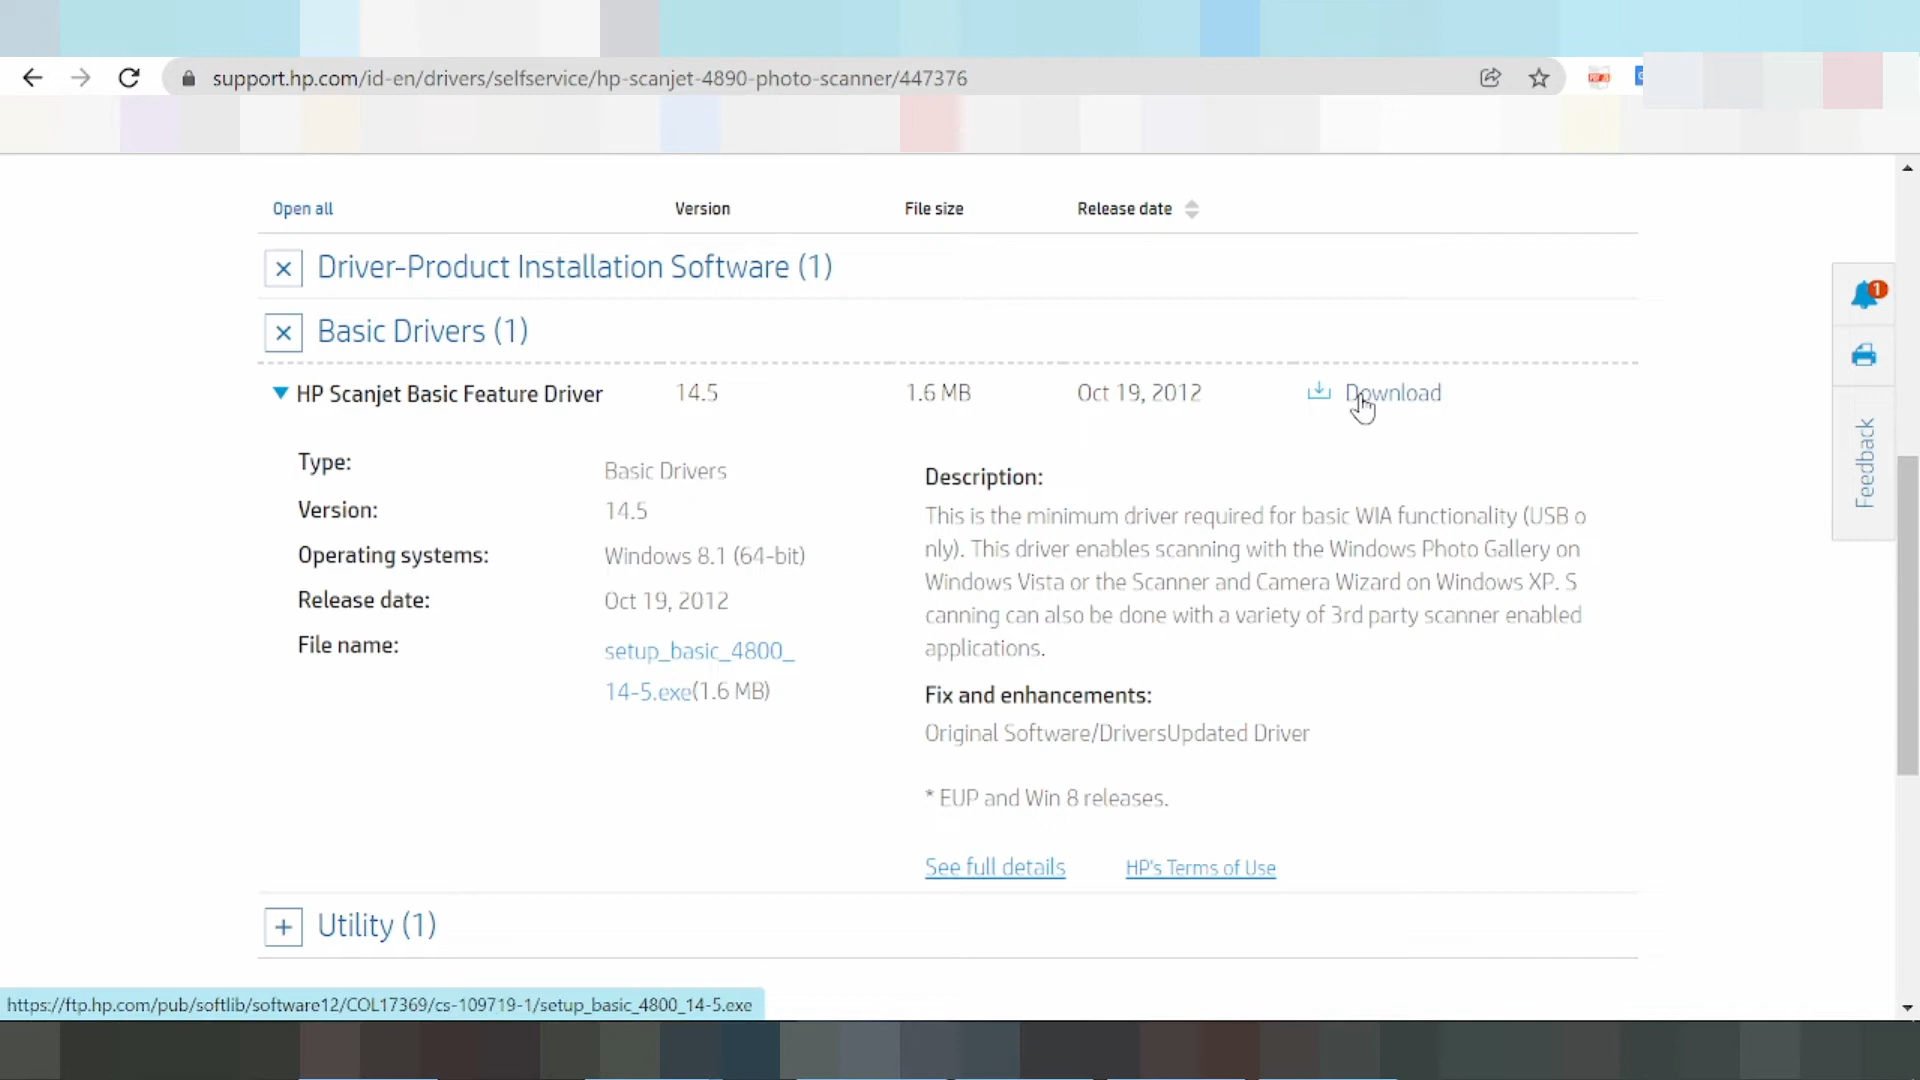 support.hp.com/id-en/drivers/selfservice/hp-scanjet-4890-photo-scanner/447376
Open all Version File size Release date
Driver-Product Installation Software (1)
Basic Drivers (1)
HP Scanjet Basic Feature Driver 14.5 1.6 MB Oct 19, 2012 Download
Type: Basic Drivers
Version: 14.5
Operating systems: Windows 8.1 (64-bit)
Release date: Oct 19, 2012
File name: setup_basic_4800_
14-5.exe(1.6 MB)
Description:
This is the minimum driver required for basic WIA functionality (USB o
nly). This driver enables scanning with the Windows Photo Gallery on
Windows Vista or the Scanner and Camera Wizard on Windows XP. S
canning can also be done with a variety of 3rd party scanner enabled
applications.
Fix and enhancements:
Original Software/DriversUpdated Driver
* EUP and Win 8 releases.
See full details HP's Terms of Use
Utility (1)
1
Feedback
https://ftp.hp.com/pub/softlib/software12/COL17369/cs-109719-1/setup_basic_4800_14-5.exe